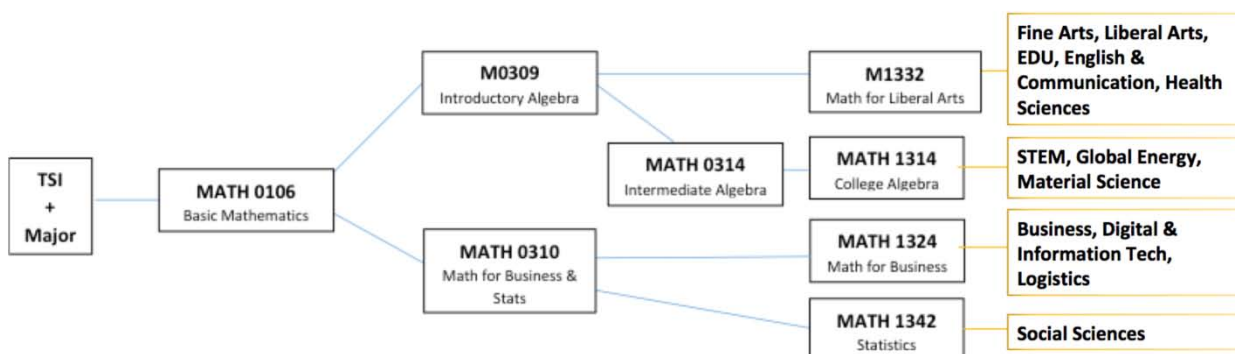 TSI
+
Major
MATH 0106
Basic Mathematics
M0309
Introductory Algebra
MATH 0310
Math for Business &
Stats
MATH 0314
Intermediate Algebra
M1332
Math for Liberal Arts
MATH 1314
College Algebra
MATH 1324
Math for Business
MATH 1342
Statistics
Fine Arts, Liberal Arts,
EDU, English &
Communication, Health
Sciences
STEM, Global Energy,
Material Science
Business, Digital &
Information Tech,
Logistics
Social Sciences